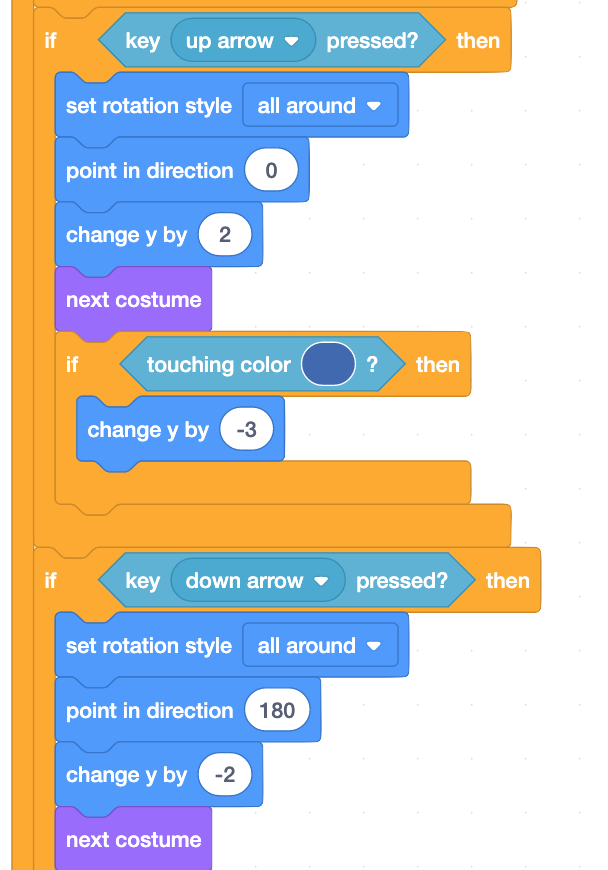 if key up arrow pressed? then
set rotation style all around
point in direction 0
change y by 2
next costume
if touching color ? then
change y by -3
if key down arrow pressed? then
set rotation style all around
point in direction 180
change y by -2
next costume